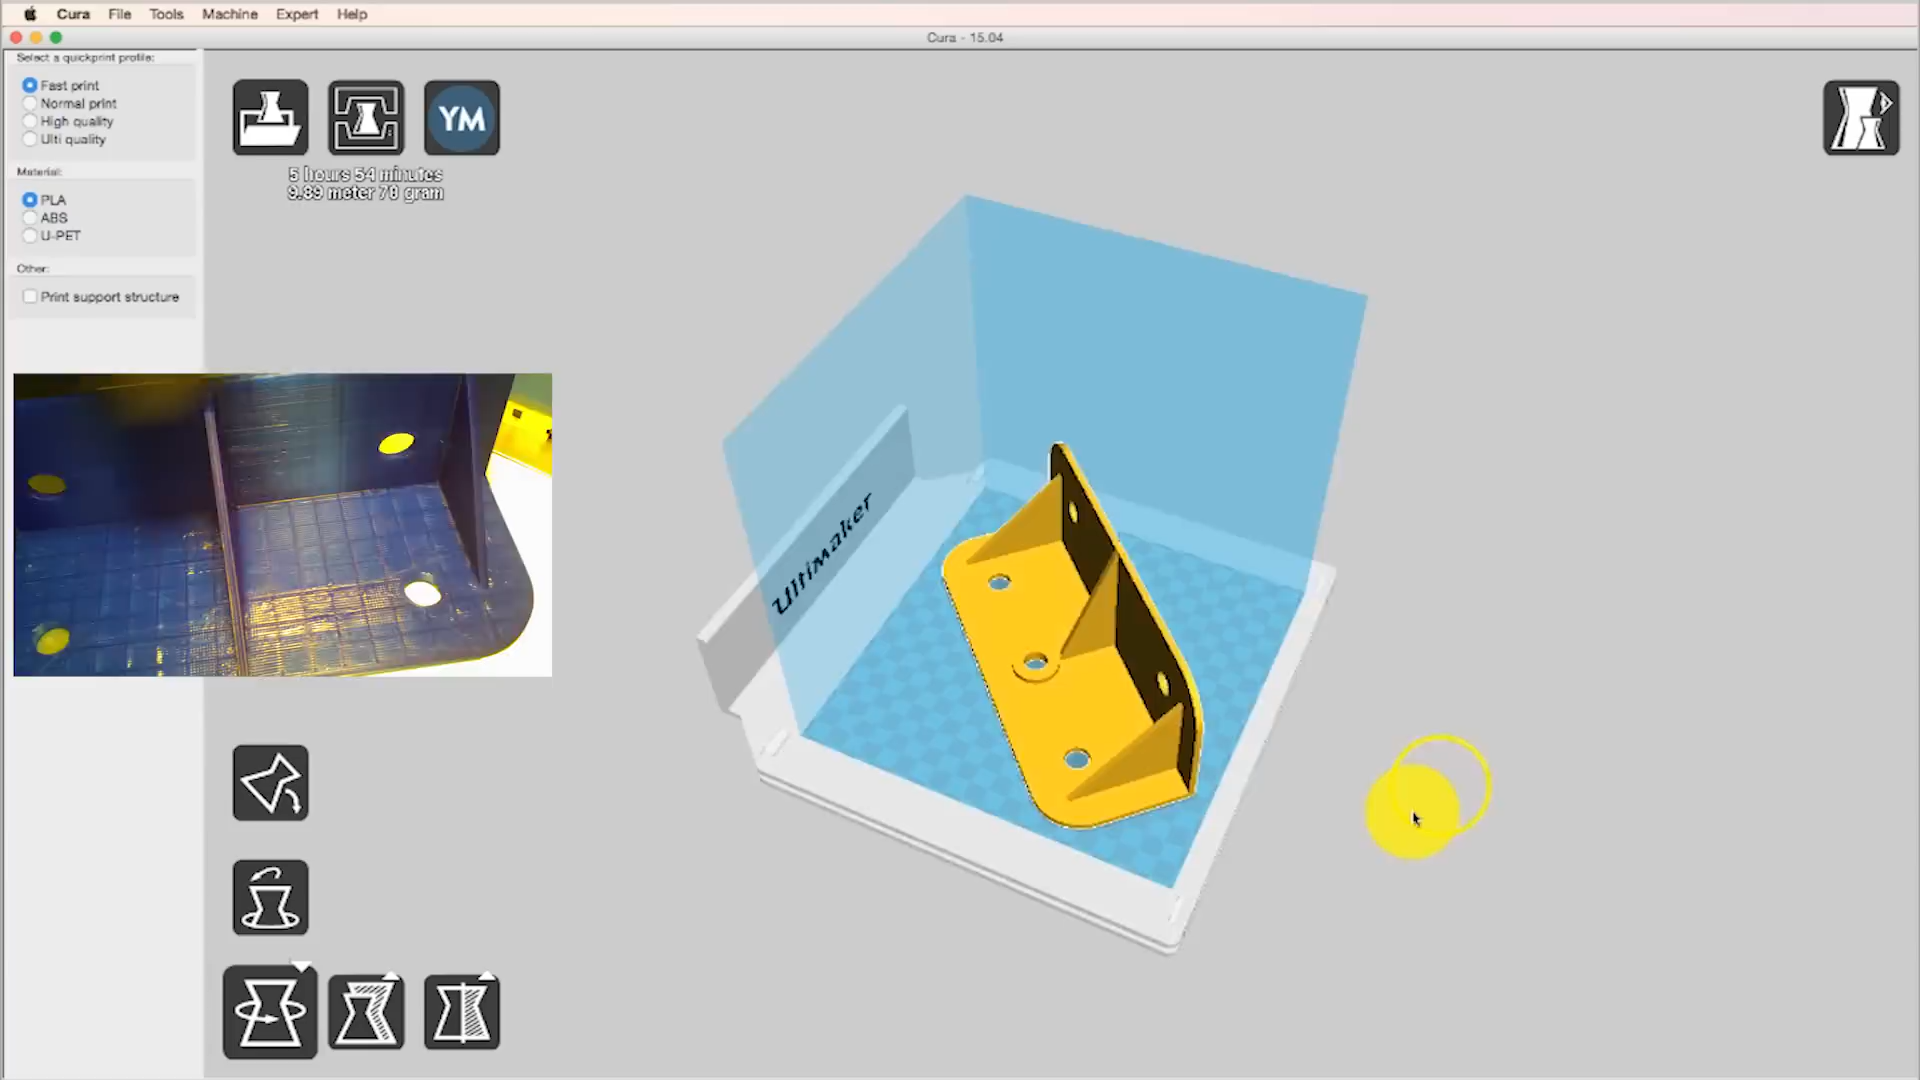 Cura File Tools Machine Expert Help
Cura - 15.04
Select a quickprint profile:
Fast print
Normal print
High quality
Ulti quality
Material:
PLA
ABS
U-PET
Other:
Print support structure
YM
5 hours 54 minutes
9.89 meter 78 gram
Ultimaker